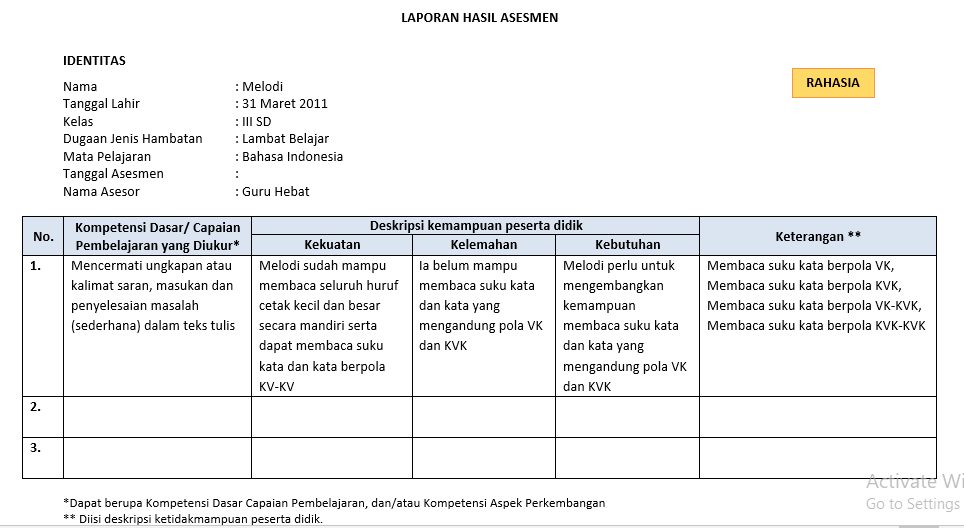 LAPORAN HASIL ASESMEN
IDENTITAS
RAHASIA
Nama : Melodi
Tanggal Lahir : 31 Maret 2011
Kelas : III SD
Dugaan Jenis Hambatan : Lambat Belajar
Mata Pelajaran : Bahasa Indonesia
Tanggal Asesmen :
Nama Asesor : Guru Hebat
No.
Kompetensi Dasar/ Capaian
Pembelajaran yang Diukur*
Deskripsi kemampuan peserta didik
Kekuatan
Kelemahan
Kebutuhan
Keterangan **
1.
Mencermati ungkapan atau
kalimat saran, masukan dan
penyelesaian masalah
(sederhana) dalam teks tulis
Melodi sudah mampu
membaca seluruh huruf
cetak kecil dan besar
secara mandiri serta
dapat membaca suku
kata dan kata berpola
KV-KV
Ia belum mampu
membaca suku kata
dan kata yang
mengandung pola VK
dan KVK
Melodi perlu untuk
mengembangkan
kemampuan
membaca suku kata
dan kata yang
mengandung pola VK
dan KVK
Membaca suku kata berpola VK,
Membaca suku kata berpola KVK,
Membaca suku kata berpola VK-KVK,
Membaca suku kata berpola KVK-KVK
2.
3.
*Dapat berupa Kompetensi Dasar Capaian Pembelajaran, dan/atau Kompetensi Aspek Perkembangan
** Diisi deskripsi ketidakmampuan peserta didik.
Activate Wi
Go to Settings